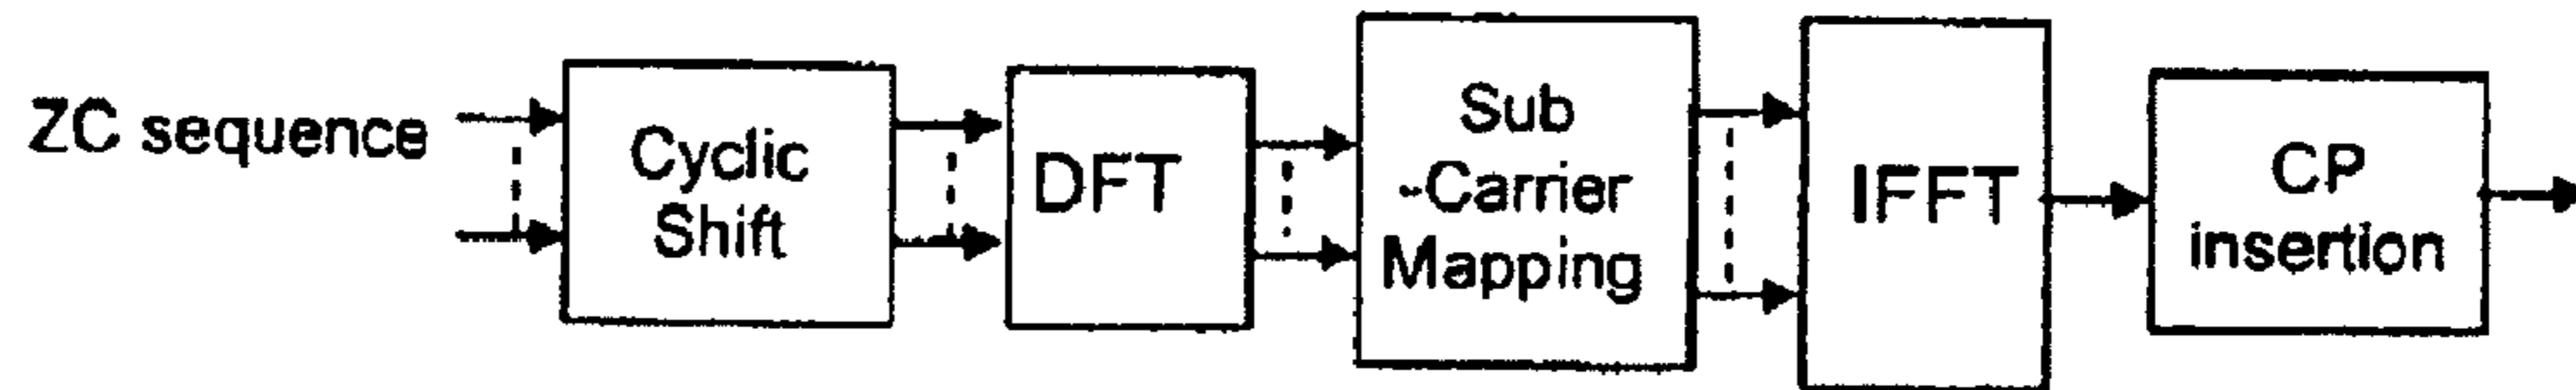 ZC sequence
Cyclic
Shift
DFT
Sub
-Carrier
Mapping
IFFT
CP
insertion